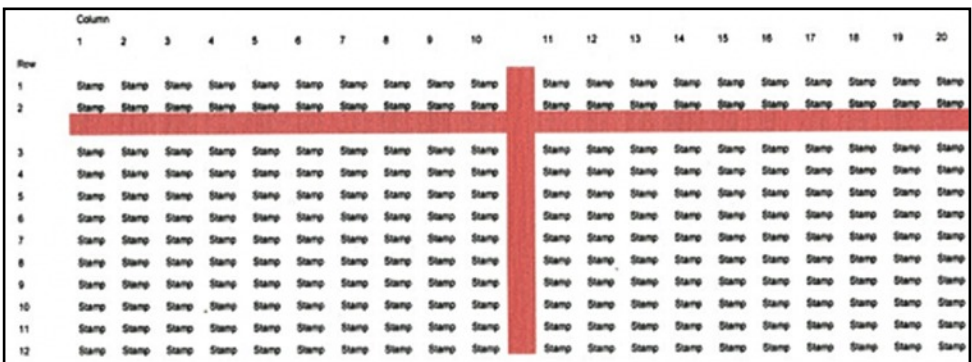 Column
1 2 3 4 5 6 7 8 9 10 11 12 13 14 15 16 17 18 19 20
Row
1 Stamp Stamp Stamp Stamp Stamp Stamp Stamp Stamp Stamp Stamp Stamp Stamp Stamp Stamp Stamp Stamp Stamp Stamp Stamp Stamp
2 Stamp Stamp Stamp Stamp Stamp Stamp Stamp Stamp Stamp Stamp Stamp Stamp Stamp Stamp Stamp Stamp Stamp Stamp Stamp Stamp
3 Stamp Stamp Stamp Stamp Stamp Stamp Stamp Stamp Stamp Stamp Stamp Stamp Stamp Stamp Stamp Stamp Stamp Stamp Stamp Stamp
4 Stamp Stamp Stamp Stamp Stamp Stamp Stamp Stamp Stamp Stamp Stamp Stamp Stamp Stamp Stamp Stamp Stamp Stamp Stamp Stamp
5 Stamp Stamp Stamp Stamp Stamp Stamp Stamp Stamp Stamp Stamp Stamp Stamp Stamp Stamp Stamp Stamp Stamp Stamp Stamp Stamp
6 Stamp Stamp Stamp Stamp Stamp Stamp Stamp Stamp Stamp Stamp Stamp Stamp Stamp Stamp Stamp Stamp Stamp Stamp Stamp Stamp
7 Stamp Stamp Stamp Stamp Stamp Stamp Stamp Stamp Stamp Stamp Stamp Stamp Stamp Stamp Stamp Stamp Stamp Stamp Stamp Stamp
8 Stamp Stamp Stamp Stamp Stamp Stamp Stamp Stamp Stamp Stamp Stamp Stamp Stamp Stamp Stamp Stamp Stamp Stamp Stamp Stamp
9 Stamp Stamp Stamp Stamp Stamp Stamp Stamp Stamp Stamp Stamp Stamp Stamp Stamp Stamp Stamp Stamp Stamp Stamp Stamp Stamp
10 Stamp Stamp Stamp Stamp Stamp Stamp Stamp Stamp Stamp Stamp Stamp Stamp Stamp Stamp Stamp Stamp Stamp Stamp Stamp Stamp
11 Stamp Stamp Stamp Stamp Stamp Stamp Stamp Stamp Stamp Stamp Stamp Stamp Stamp Stamp Stamp Stamp Stamp Stamp Stamp Stamp
12 Stamp Stamp Stamp Stamp Stamp Stamp Stamp Stamp Stamp Stamp Stamp Stamp Stamp Stamp Stamp Stamp Stamp Stamp Stamp Stamp